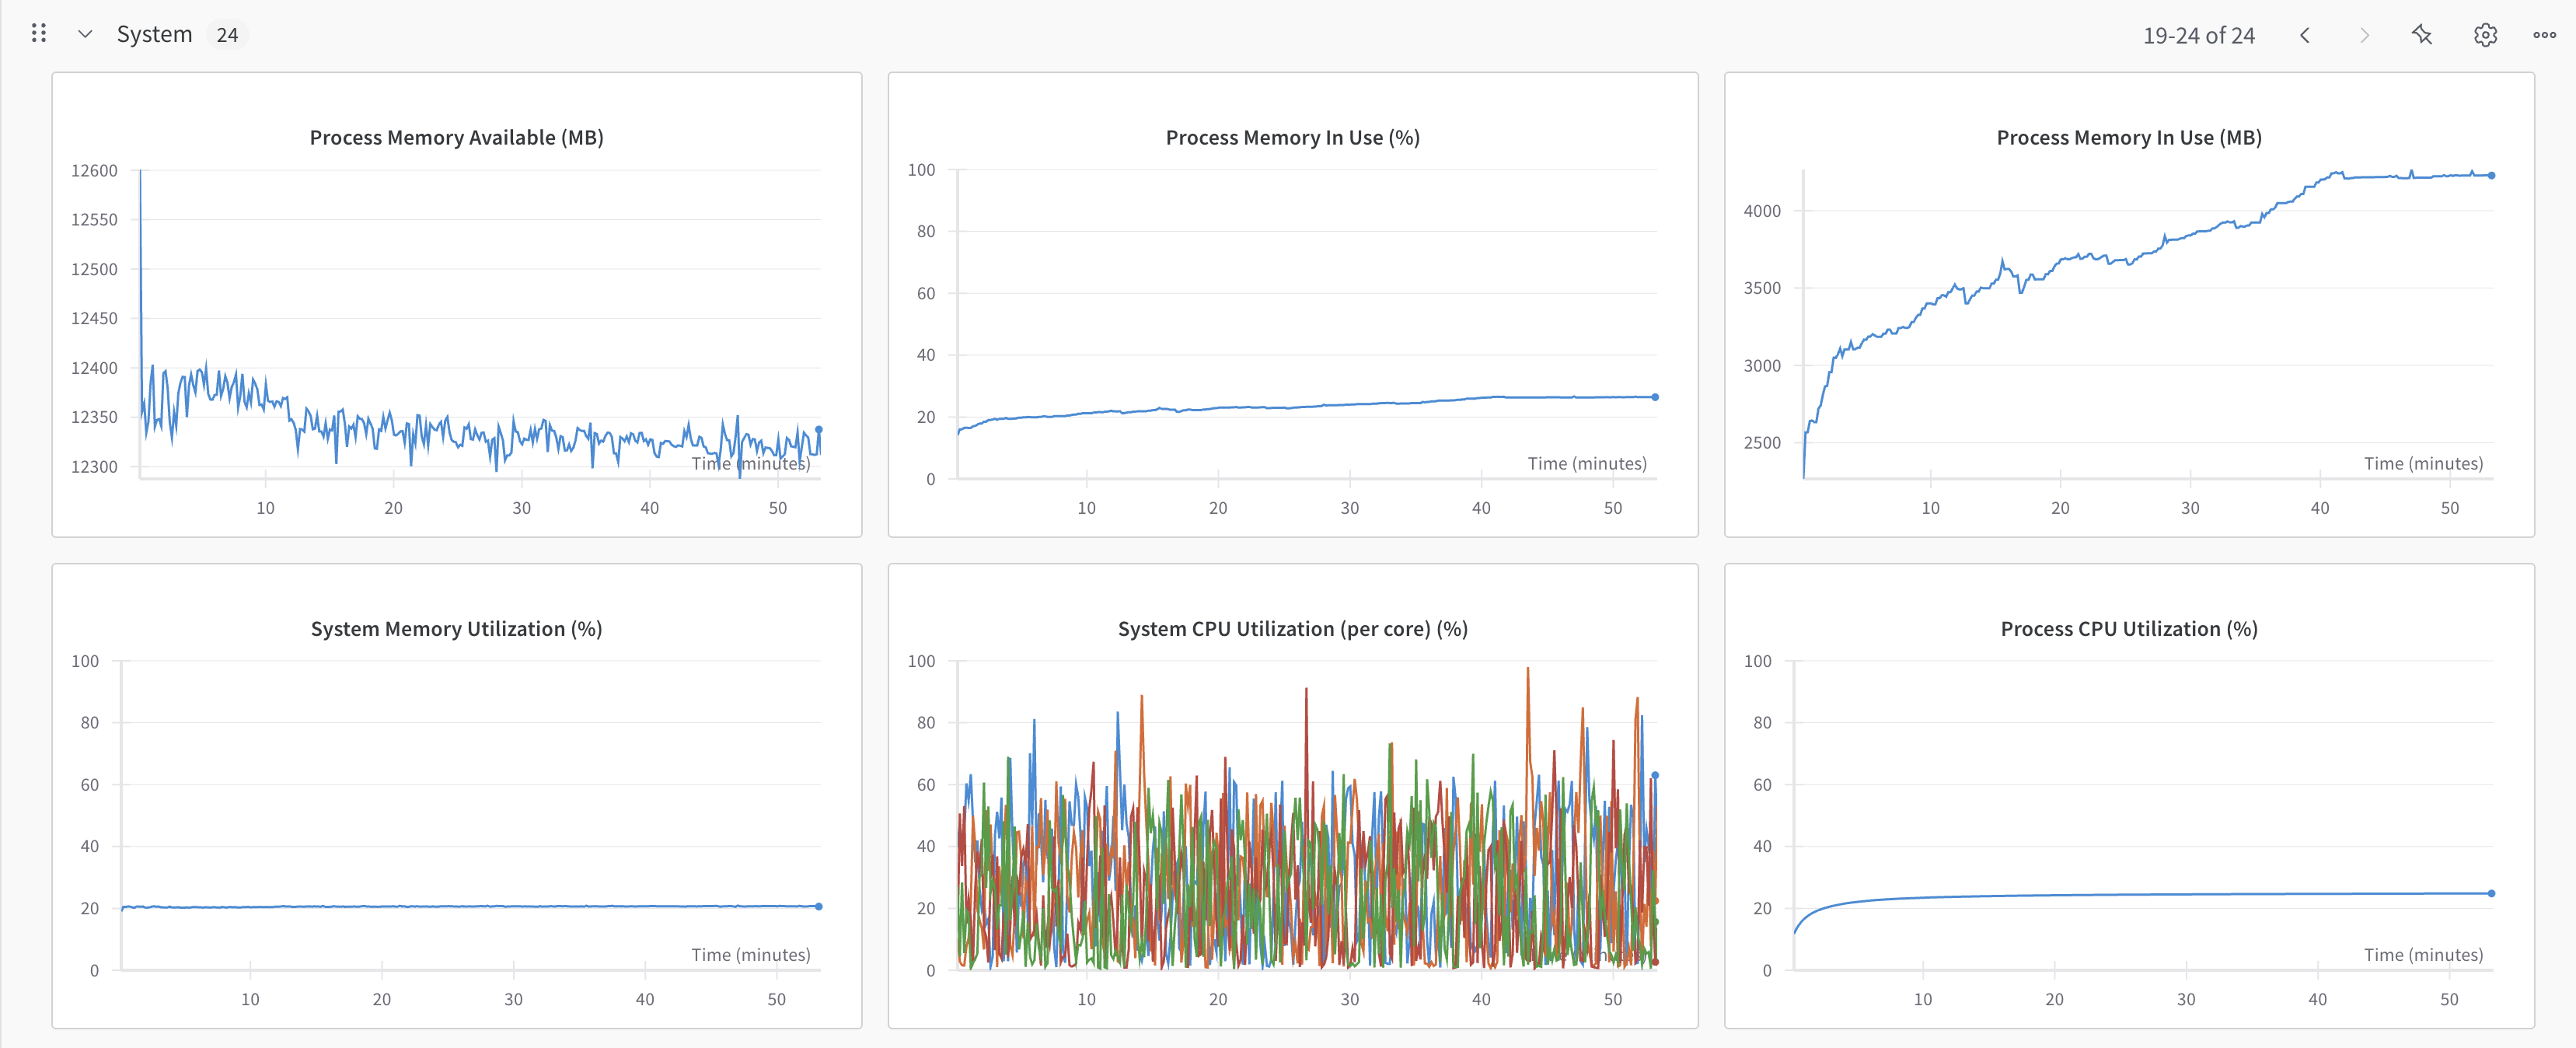 System 24
19-24 of 24
Process Memory Available (MB)
12600
12550
12500
12450
12400
12350
12300
Time (minutes)
10 20 30 40 50
Process Memory In Use (%)
100
80
60
40
20
0
Time (minutes)
10 20 30 40 50
Process Memory In Use (MB)
4000
3500
3000
2500
Time (minutes)
10 20 30 40 50
System Memory Utilization (%)
100
80
60
40
20
0
Time (minutes)
10 20 30 40 50
System CPU Utilization (per core) (%)
100
80
60
40
20
0
10 20 30 40 50
Process CPU Utilization (%)
100
80
60
40
20
0
Time (minutes)
10 20 30 40 50